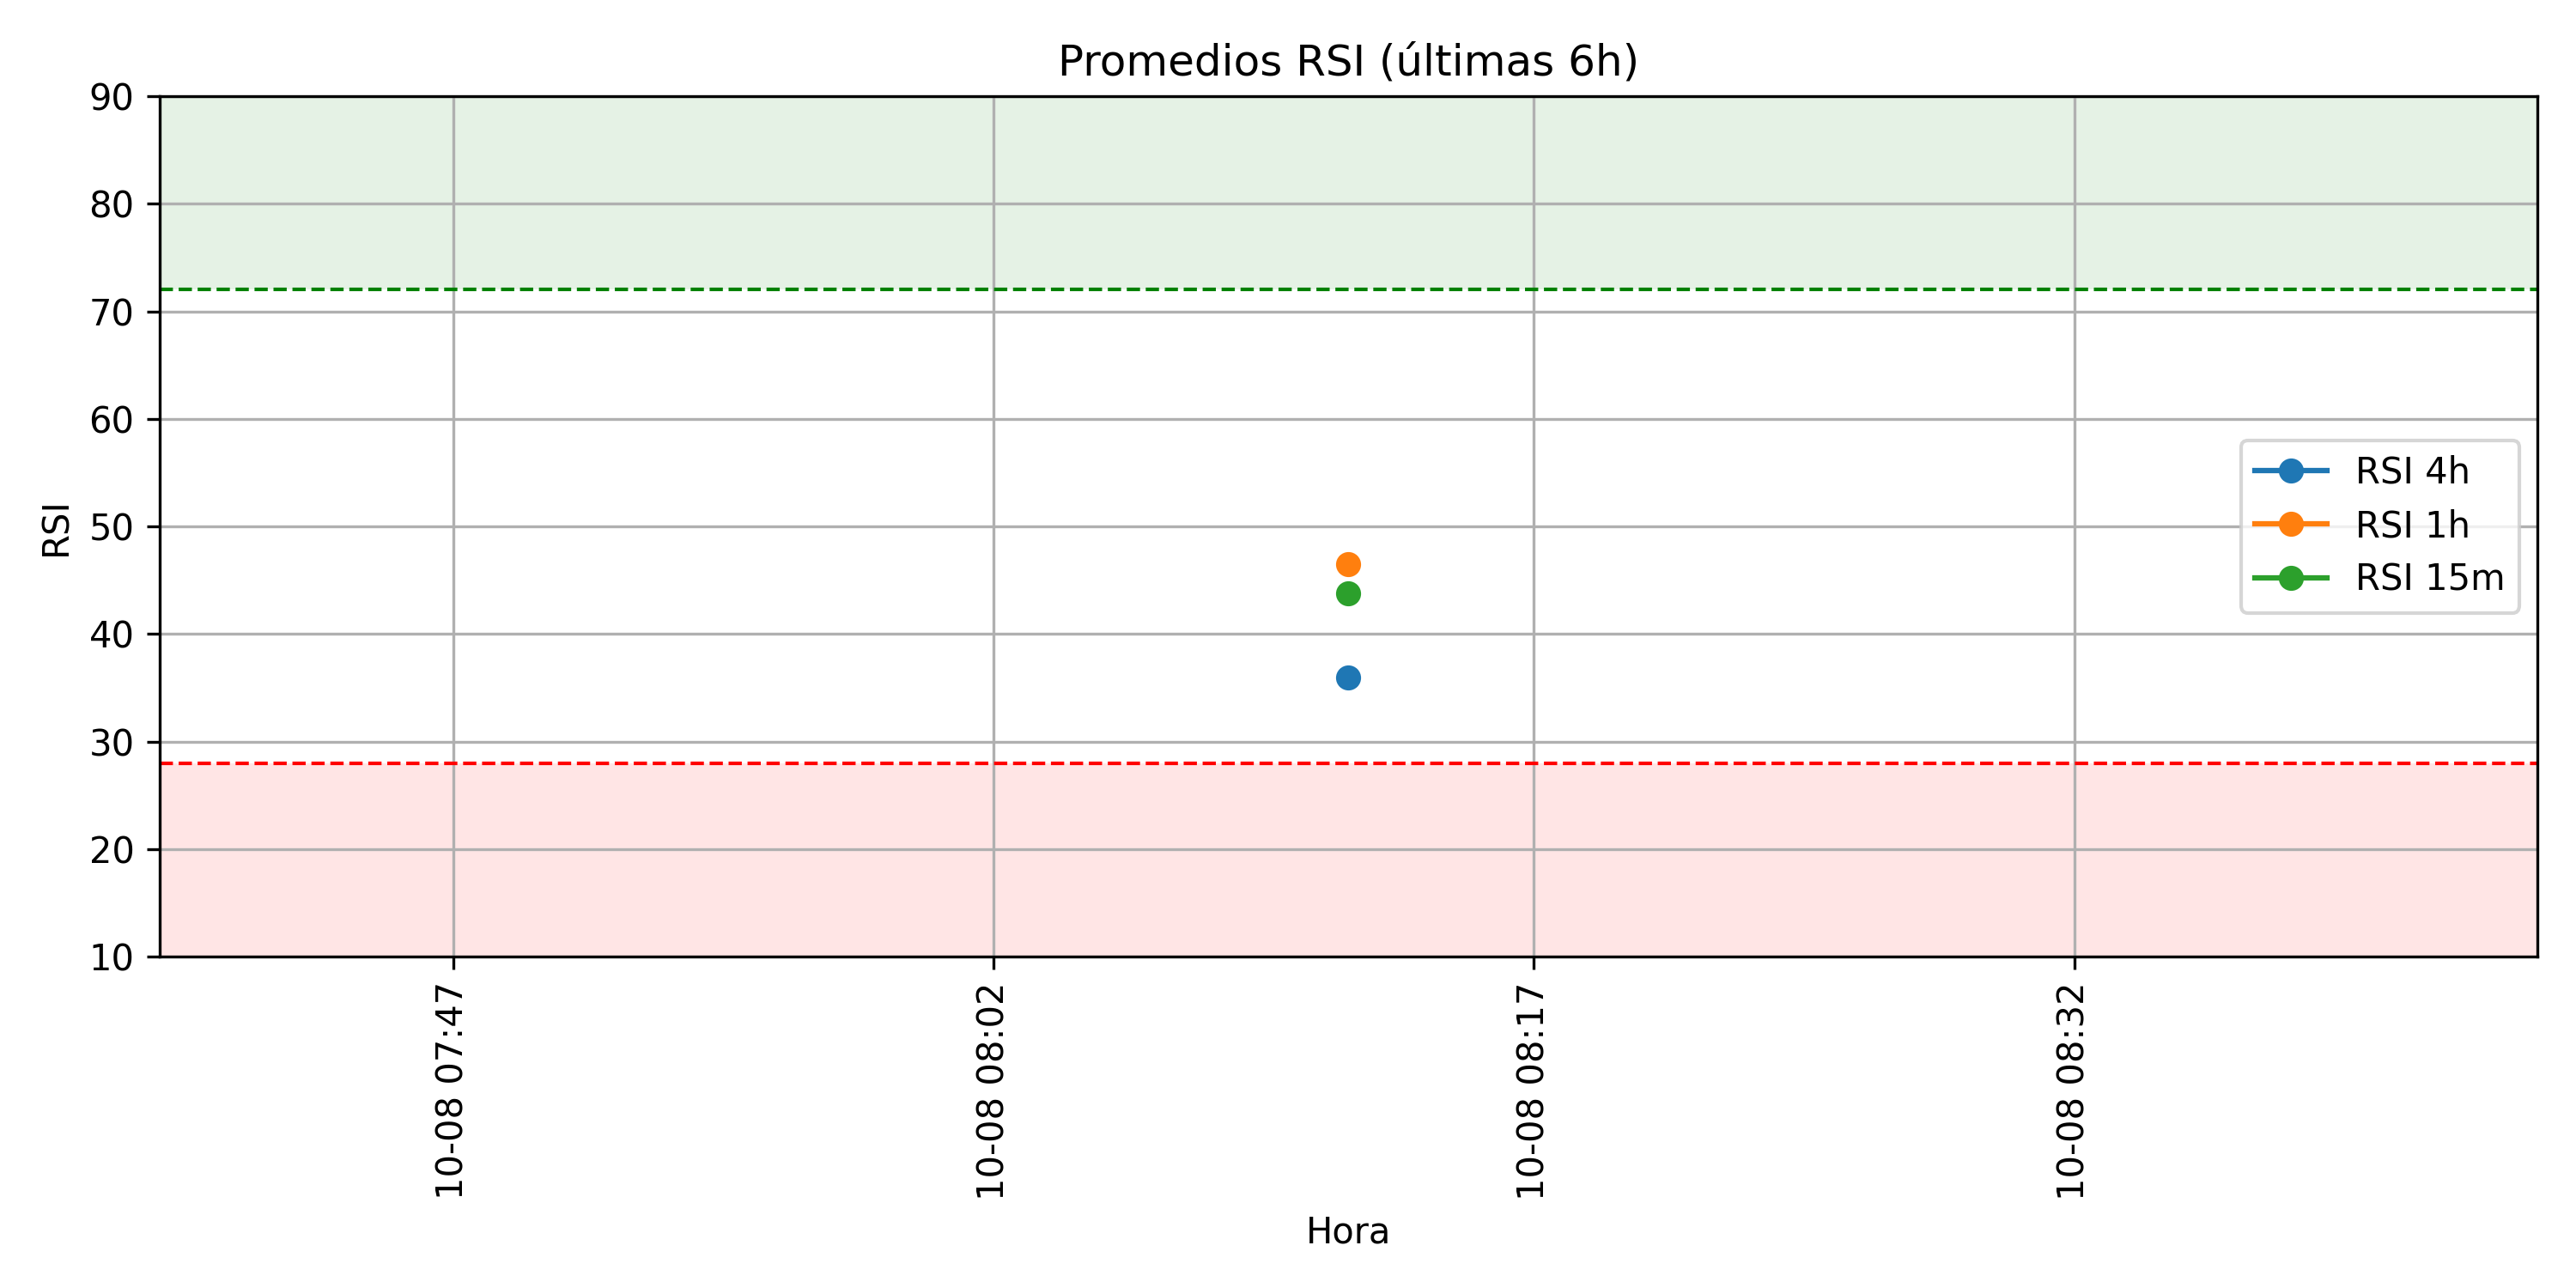 Promedios RSI (últimas 6h)
90
80
70
60
50
40
30
20
10
RSI
RSI 4h
RSI 1h
RSI 15m
10-08 07:47
10-08 08:02
10-08 08:17
10-08 08:32
Hora